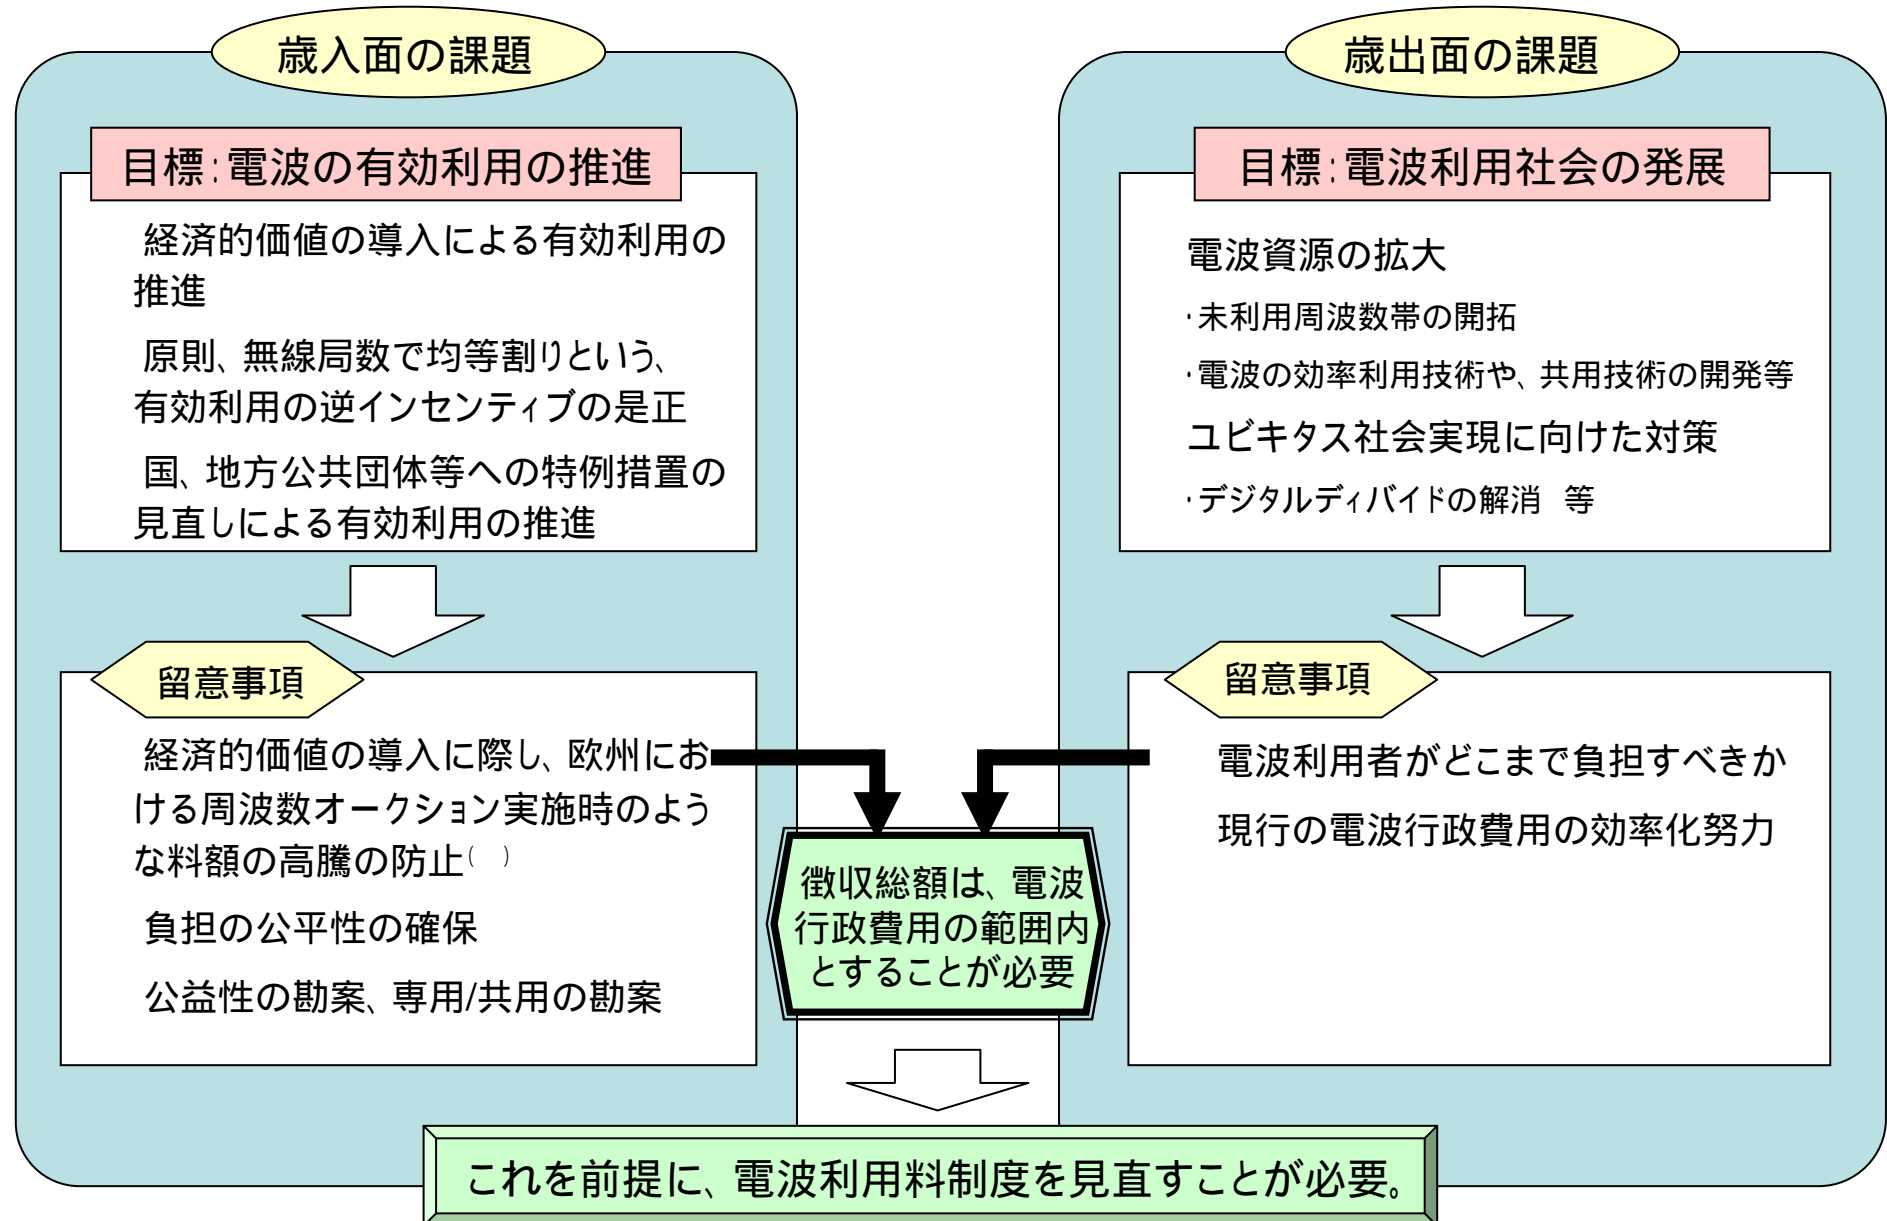 歳入面の課題
目標:電波の有効利用の推進
経済的価値の導入による有効利用の
推進
原則、無線局数で均等割りという、
有効利用の逆インセンティブの是正
国、地方公共団体等への特例措置の
見直しによる有効利用の推進
留意事項
経済的価値の導入に際し、欧州にお
ける周波数オークション実施時のよう
な料額の高騰の防止( )
負担の公平性の確保
公益性の勘案、専用/共用の勘案
歳出面の課題
目標:電波利用社会の発展
電波資源の拡大
・未利用周波数帯の開拓
・電波の効率利用技術や、共用技術の開発等
ユビキタス社会実現に向けた対策
・デジタルディバイドの解消 等
留意事項
電波利用者がどこまで負担すべきか
現行の電波行政費用の効率化努力
徴収総額は、電波
行政費用の範囲内
とすることが必要
これを前提に、電波利用料制度を見直すことが必要。